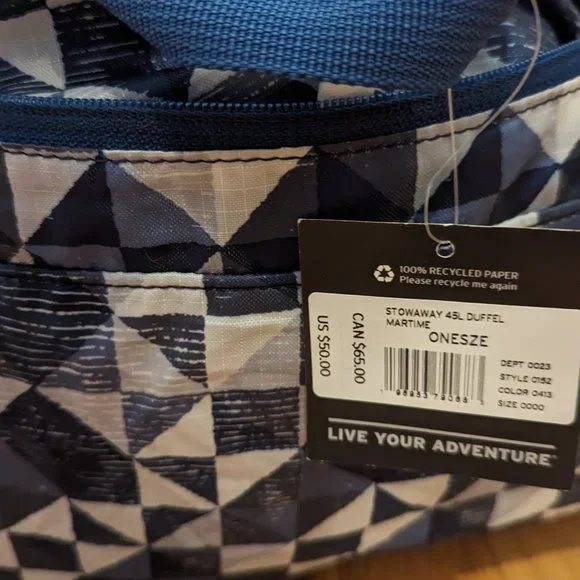 100% RECYCLED PAPER
Please recycle me again
STOWAWAY 45L DUFFEL
MARTIME
ONESZE
US $50.00
CAN $65.00
DEPT 0023
STYLE 0152
COLOR 0413
SIZE 0000
LIVE YOUR ADVENTURE™